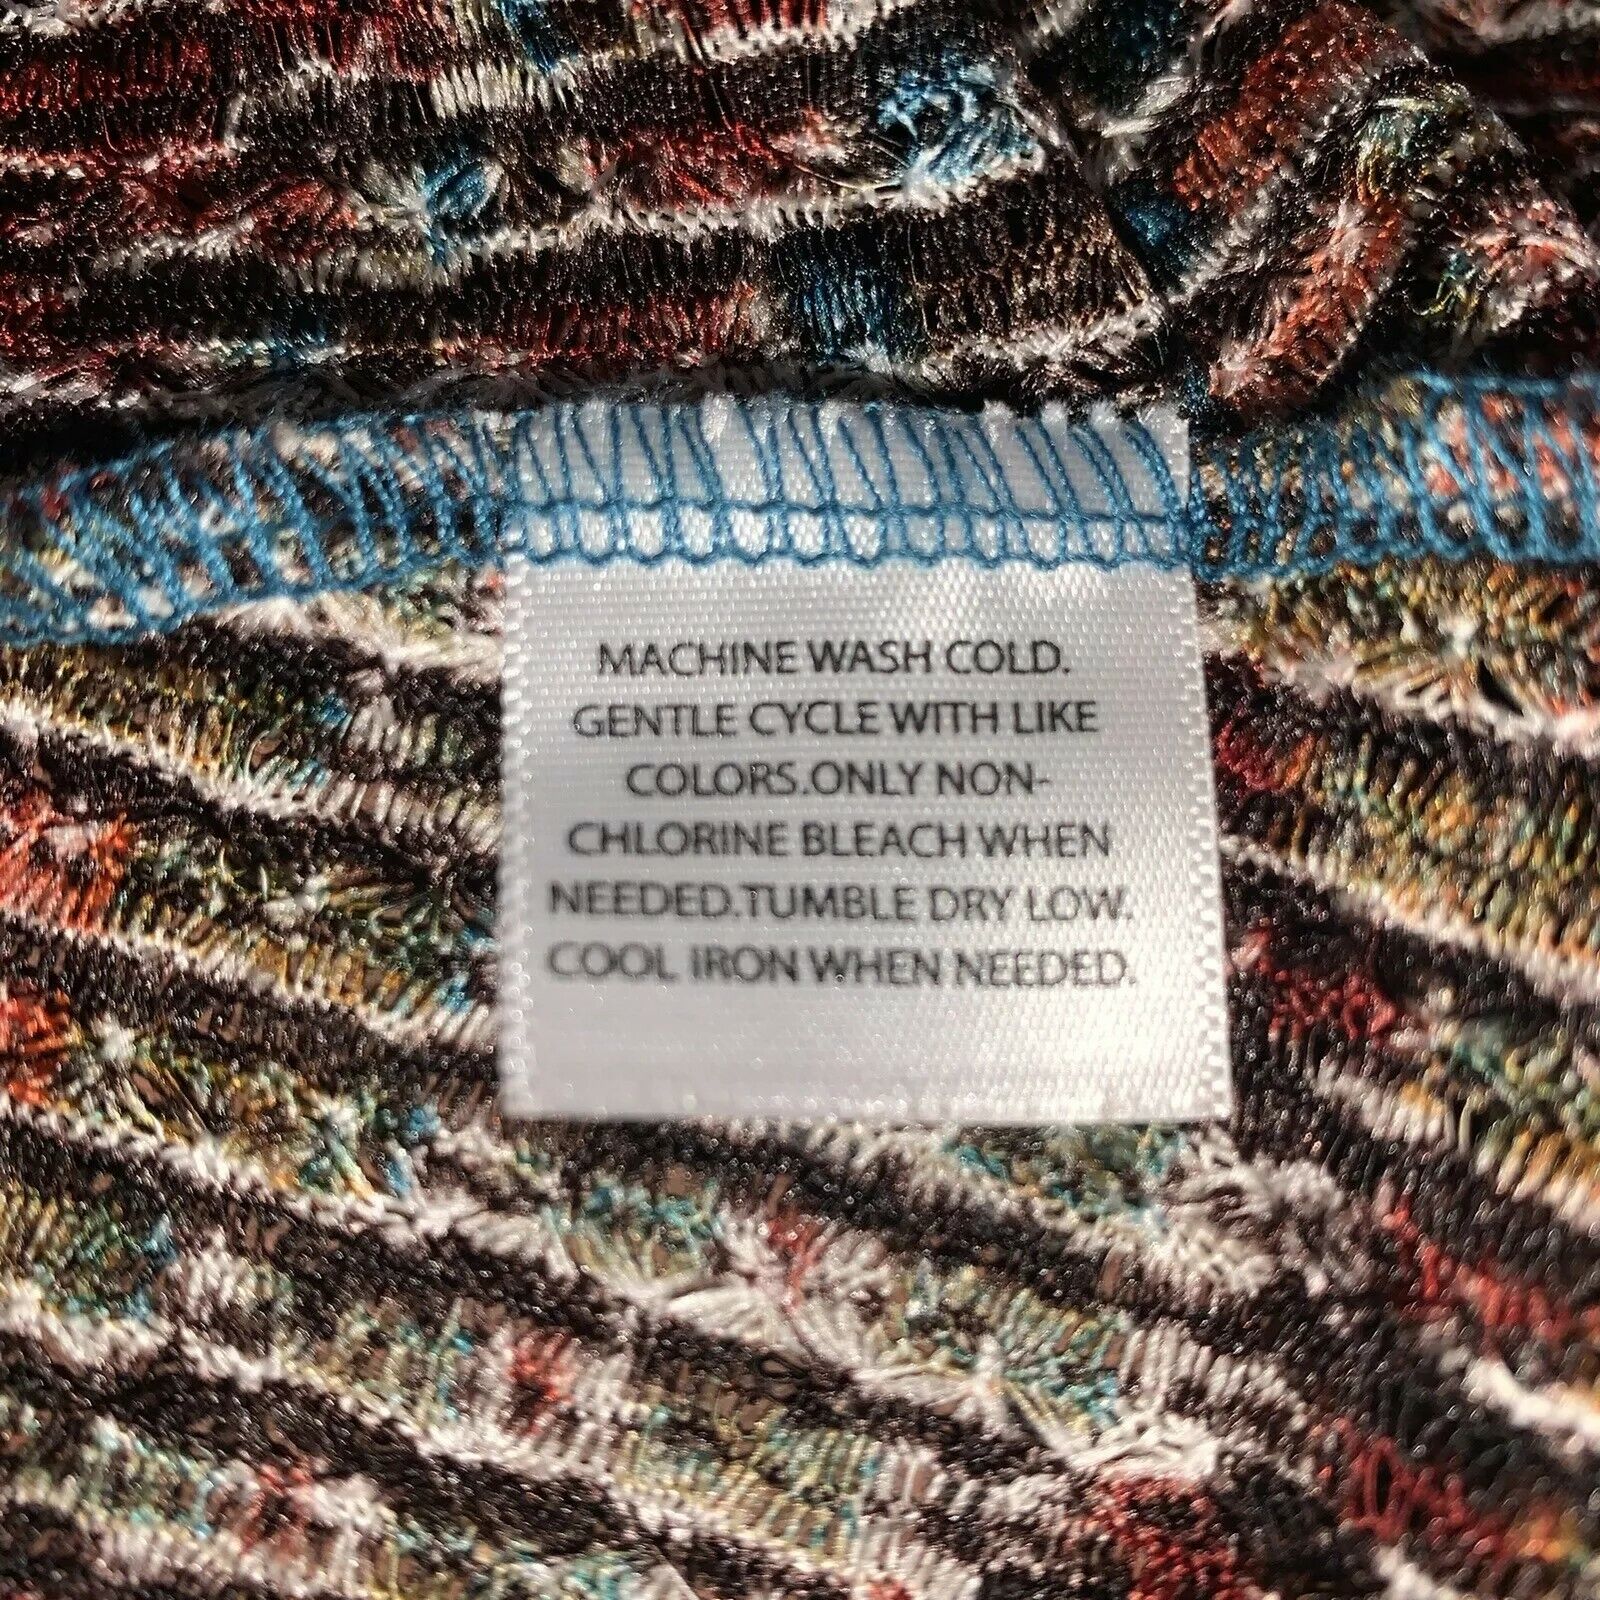 MACHINE WASH COLD.
GENTLE CYCLE WITH LIKE
COLORS.ONLY NON-
CHLORINE BLEACH WHEN
NEEDED.TUMBLE DRY LOW.
COOL IRON WHEN NEEDED.